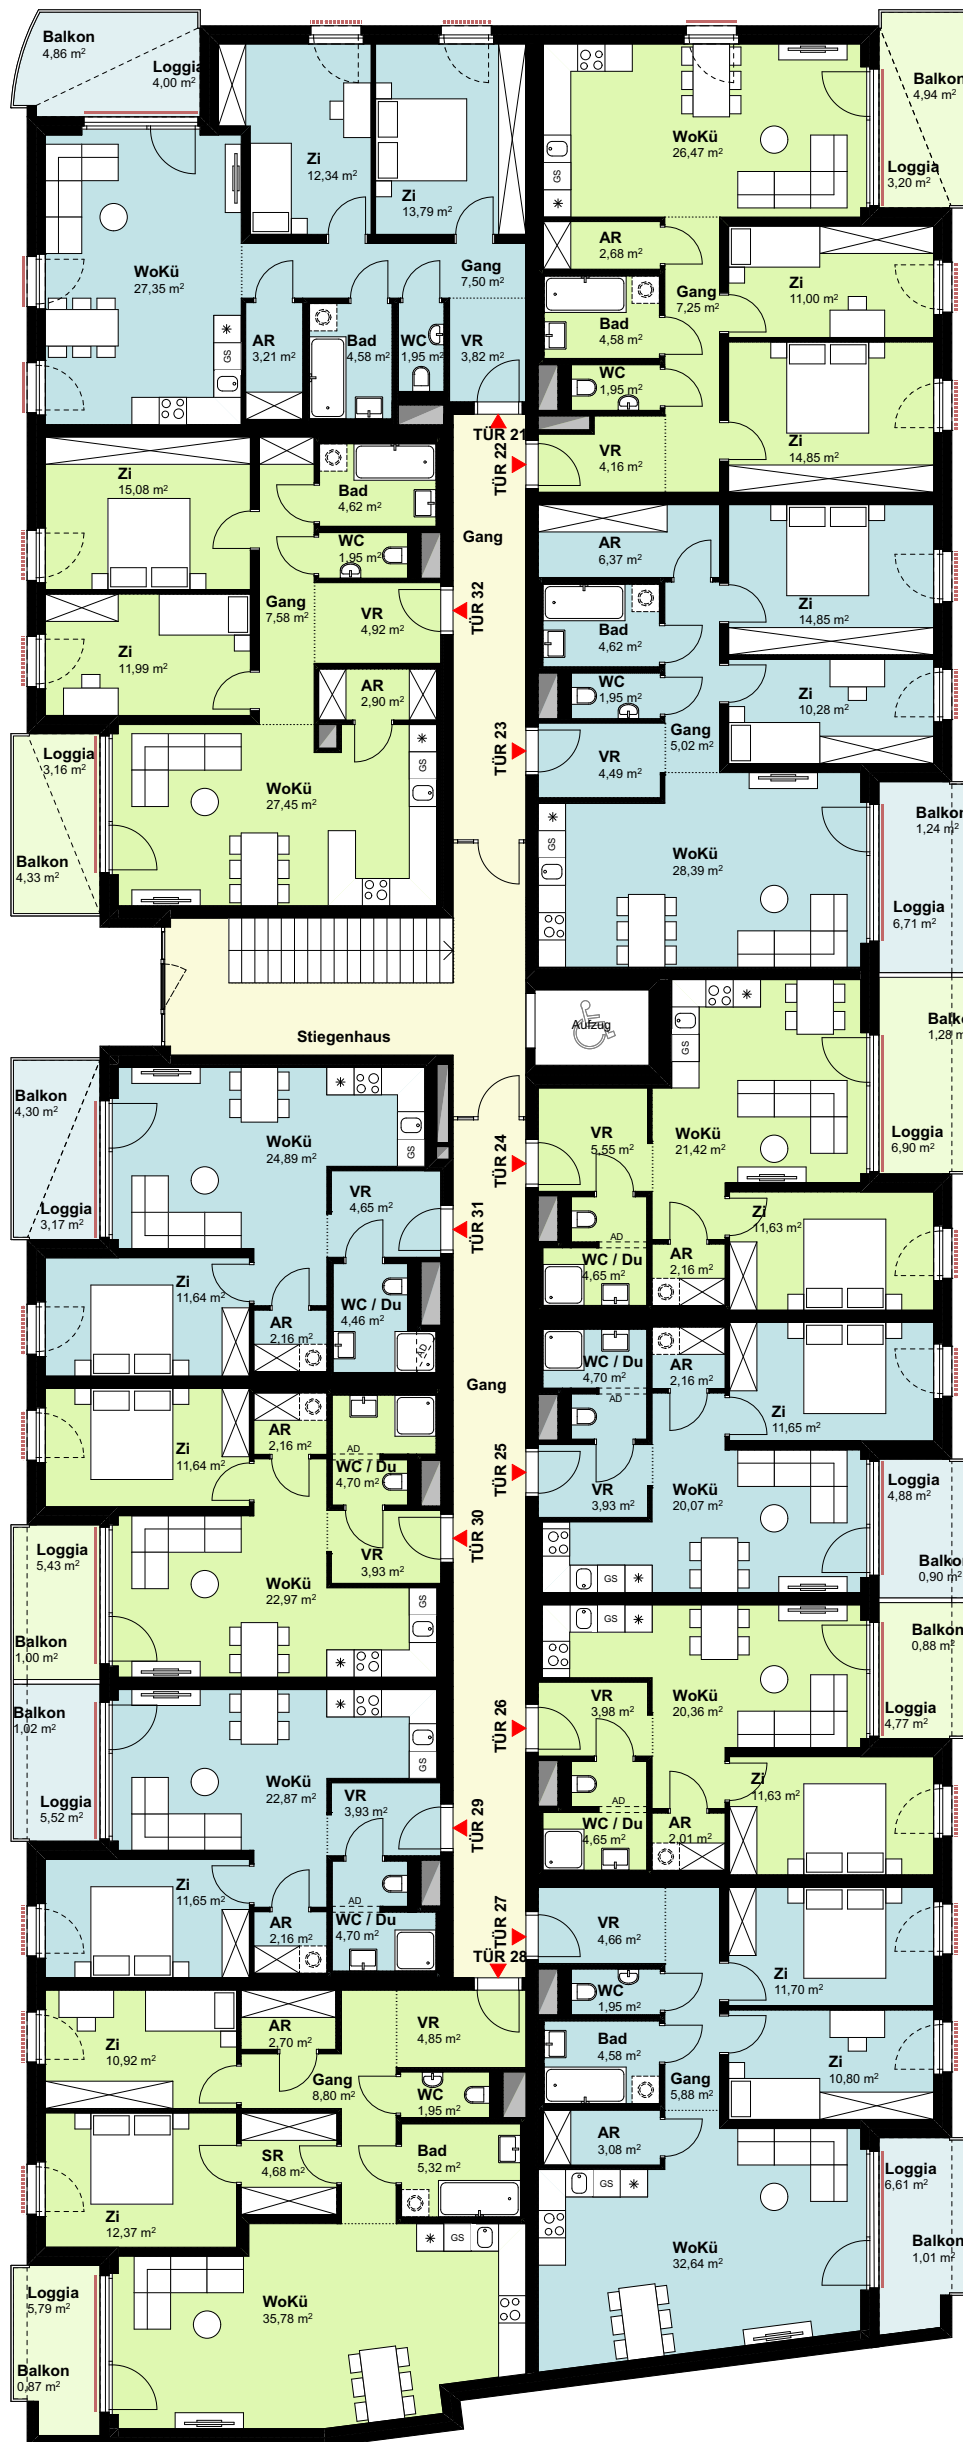 Balkon
4,86 m²
Loggia
4,00 m²
Zi
12,34 m²
Zi
13,79 m²
WoKü
27,35 m²
Gang
7,50 m²
AR
3,21 m²
Bad
4,58 m²
WC
1,95 m²
VR
3,82 m²
TÜR 21
WoKü
26,47 m²
GS
Balkon
4,94 m²
Loggia
3,20 m²
AR
2,68 m²
Gang
7,25 m²
Zi
11,00 m²
Bad
4,58 m²
WC
1,95 m²
Zi
14,85 m²
VR
4,16 m²
TÜR 22
GS
Zi
15,08 m²
Bad
4,62 m²
WC
1,95 m²
Gang
7,58 m²
VR
4,92 m²
TÜR 32
Zi
11,99 m²
AR
2,90 m²
Loggia
3,16 m²
WoKü
27,45 m²
GS
Balkon
4,33 m²
Gang
AR
6,37 m²
Zi
14,85 m²
Bad
4,62 m²
WC
1,95 m²
Zi
10,28 m²
Gang
5,02 m²
VR
4,49 m²
TÜR 23
WoKü
28,39 m²
GS
Balkon
1,24 m²
Loggia
6,71 m²
Stiegenhaus
Aufzug
Balkon
4,30 m²
WoKü
24,89 m²
GS
Loggia
3,17 m²
VR
4,65 m²
TÜR 31
Zi
11,64 m²
AR
2,16 m²
WC / Du
4,46 m²
AD
GS
WoKü
21,42 m²
Balko
1,28 m
Loggia
6,90 m²
VR
5,55 m²
TÜR 24
Zi
11,63 m²
AD
WC / Du
4,65 m²
AR
2,16 m²
Gang
Zi
11,64 m²
AR
2,16 m²
AD
WC / Du
4,70 m²
VR
3,93 m²
TÜR 30
Loggia
5,43 m²
WoKü
22,97 m²
GS
Balkon
1,00 m²
WC / Du
4,70 m²
AD
AR
2,16 m²
Zi
11,65 m²
TÜR 25
VR
3,93 m²
WoKü
20,07 m²
GS
Loggia
4,88 m²
Balkon
0,90 m²
Balkon
1,02 m²
Loggia
5,52 m²
WoKü
22,87 m²
GS
VR
3,93 m²
TÜR 29
Zi
11,65 m²
AR
2,16 m²
AD
WC / Du
4,70 m²
GS
Balkon
0,88 m²
VR
3,98 m²
TÜR 26
WoKü
20,36 m²
Loggia
4,77 m²
Zi
11,63 m²
AD
WC / Du
4,65 m²
AR
2,01 m²
TÜR 27
TÜR 28
VR
4,66 m²
Zi
11,70 m²
WC
1,95 m²
Bad
4,58 m²
Gang
5,88 m²
Zi
10,80 m²
AR
3,08 m²
GS
WoKü
32,64 m²
Loggia
6,61 m²
Balkon
1,01 m²
Zi
10,92 m²
AR
2,70 m²
VR
4,85 m²
Gang
8,80 m²
WC
1,95 m²
SR
4,68 m²
Bad
5,32 m²
Zi
12,37 m²
GS
Loggia
5,79 m²
WoKü
35,78 m²
Balkon
0,87 m²